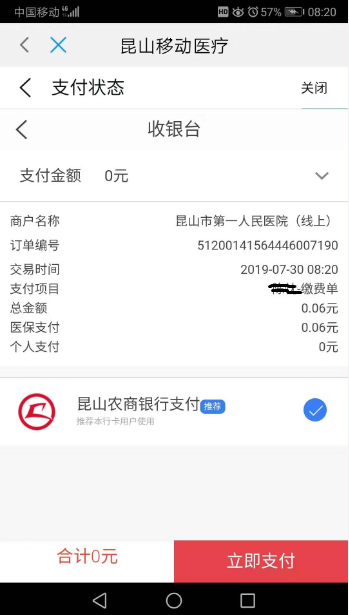 中国移动 57% 08:20
昆山移动医疗
支付状态 关闭
收银台
支付金额 0元
商户名称 昆山市第一人民医院（线上）
订单编号 51200141564446007190
交易时间 2019-07-30 08:20
支付项目 -缴费单
总金额 0.06元
医保支付 0.06元
个人支付 0元
昆山农商银行支付 推荐
推荐本行卡用户使用
合计0元 立即支付